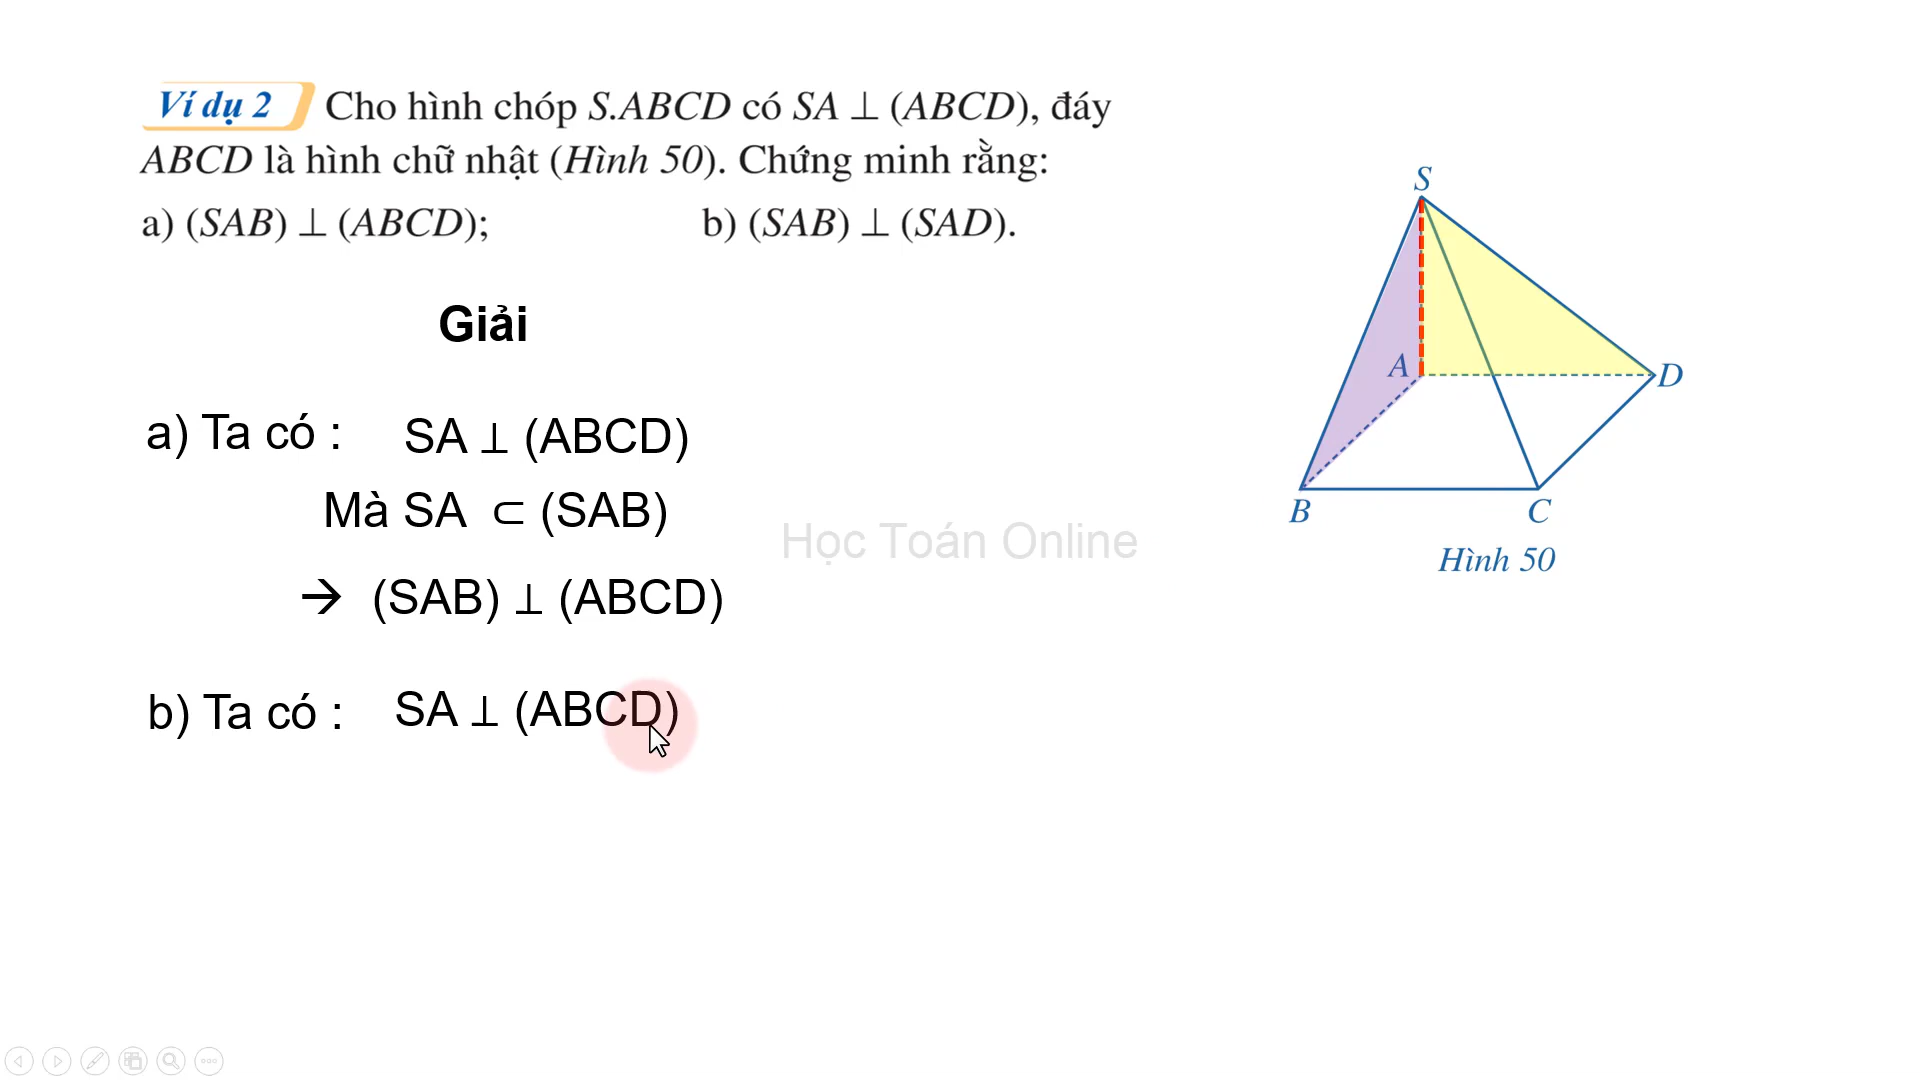 Ví dụ 2 Cho hình chóp S.ABCD có SA ⊥ (ABCD), đáy
ABCD là hình chữ nhật (Hình 50). Chứng minh rằng:
a) (SAB) ⊥ (ABCD); b) (SAB) ⊥ (SAD).
Giải
a) Ta có : SA ⊥ (ABCD)
Mà SA ⊂ (SAB)
→ (SAB) ⊥ (ABCD)
b) Ta có : SA ⊥ (ABCD)
Học Toán Online
S
A
D
B
C
Hình 50